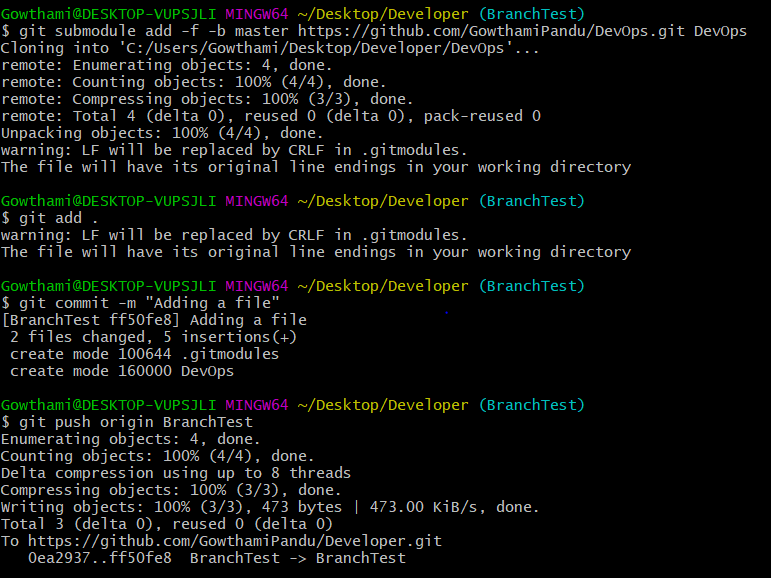 Gowthami@DESKTOP-VUPSJLI MINGW64 ~/Desktop/Developer (BranchTest)
$ git submodule add -f -b master https://github.com/GowthamiPandu/DevOps.git DevOps
Cloning into 'C:/Users/Gowthami/Desktop/Developer/DevOps'...
remote: Enumerating objects: 4, done.
remote: Counting objects: 100% (4/4), done.
remote: Compressing objects: 100% (3/3), done.
remote: Total 4 (delta 0), reused 0 (delta 0), pack-reused 0
Unpacking objects: 100% (4/4), done.
warning: LF will be replaced by CRLF in .gitmodules.
The file will have its original line endings in your working directory
Gowthami@DESKTOP-VUPSJLI MINGW64 ~/Desktop/Developer (BranchTest)
$ git add .
warning: LF will be replaced by CRLF in .gitmodules.
The file will have its original line endings in your working directory
Gowthami@DESKTOP-VUPSJLI MINGW64 ~/Desktop/Developer (BranchTest)
$ git commit -m "Adding a file"
[BranchTest ff50fe8] Adding a file
 2 files changed, 5 insertions(+)
 create mode 100644 .gitmodules
 create mode 160000 DevOps
Gowthami@DESKTOP-VUPSJLI MINGW64 ~/Desktop/Developer (BranchTest)
$ git push origin BranchTest
Enumerating objects: 4, done.
Counting objects: 100% (4/4), done.
Delta compression using up to 8 threads
Compressing objects: 100% (3/3), done.
Writing objects: 100% (3/3), 473 bytes | 473.00 KiB/s, done.
Total 3 (delta 0), reused 0 (delta 0)
To https://github.com/GowthamiPandu/Developer.git
   0ea2937..ff50fe8  BranchTest -> BranchTest